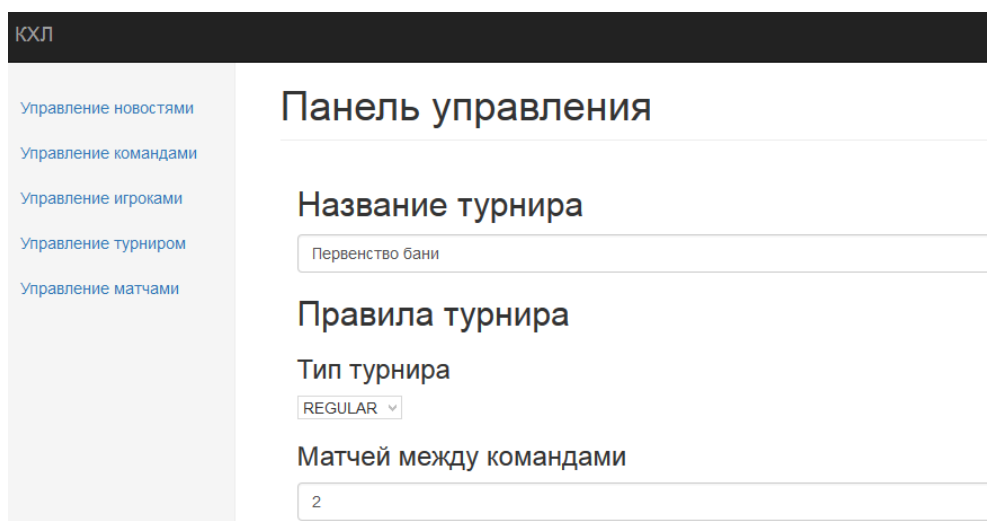 КХЛ
Управление новостями
Управление командами
Управление игроками
Управление турниром
Управление матчами
Панель управления
Название турнира
Первенство бани
Правила турнира
Тип турнира
REGULAR
Матчей между командами
2